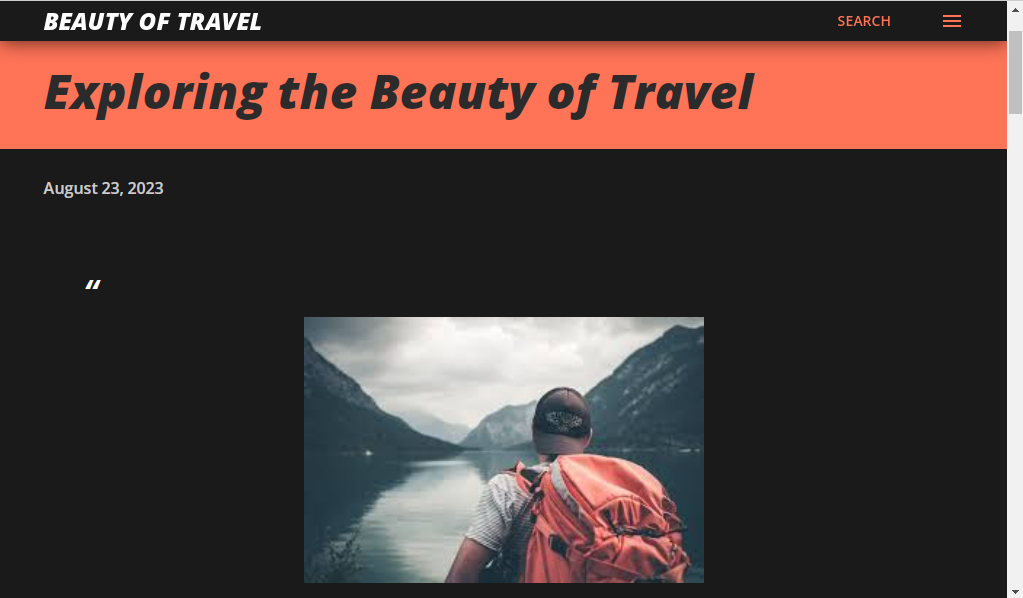 BEAUTY OF TRAVEL
SEARCH
Exploring the Beauty of Travel
August 23, 2023
“